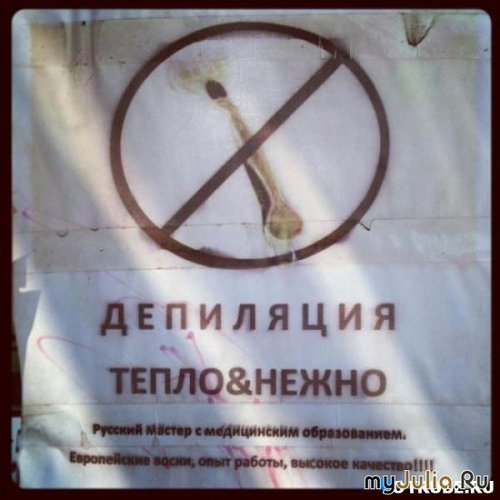 ДЕПИЛЯЦИЯ
ТЕПЛО&НЕЖНО
Русский Мастер с медицинским образованием.
Европейские воски, опыт работы, высокое качество!!!!!
myJulia.Ru